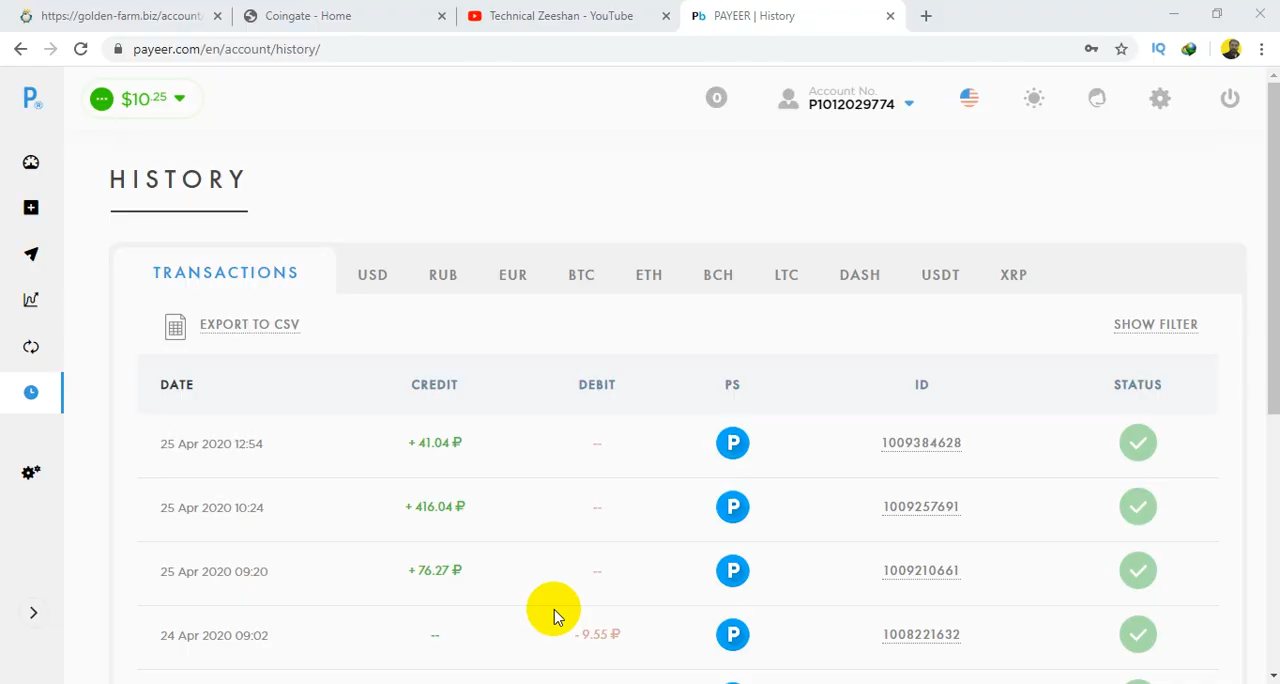 https://golden-farm.biz/account/
Coingate - Home
Technical Zeeshan - YouTube
Pb PAYEER | History
payeer.com/en/account/history/
IQ
P®
$10.25
0
Account No.
P1012029774
HISTORY
TRANSACTIONS USD RUB EUR BTC ETH BCH LTC DASH USDT XRP
EXPORT TO CSV SHOW FILTER
DATE CREDIT DEBIT PS ID STATUS
25 Apr 2020 12:54 + 41.04 ₽ -- P 1009384628
25 Apr 2020 10:24 + 416.04 ₽ -- P 1009257691
25 Apr 2020 09:20 + 76.27 ₽ -- P 1009210661
24 Apr 2020 09:02 -- - 9.55 ₽ P 1008221632